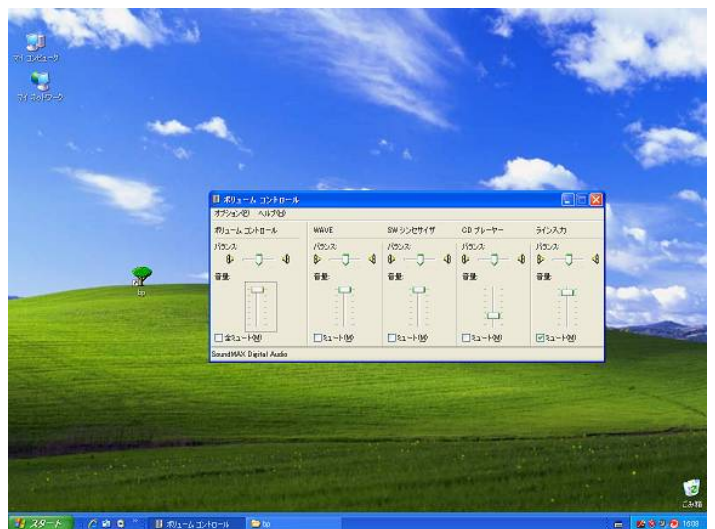 マイ コンピュータ
マイ ネットワーク
bp
ボリューム コントロール
オプション(P) ヘルプ(H)
ボリューム コントロール
WAVE
SW シンセサイザ
CD プレーヤー
ライン入力
バランス:
バランス:
バランス:
バランス:
バランス:
音量:
音量:
音量:
音量:
音量:
全ミュート(M)
ミュート(M)
ミュート(M)
ミュート(M)
ミュート(M)
SoundMAX Digital Audio
ごみ箱
スタート
ボリューム コントロール
bp
16:08